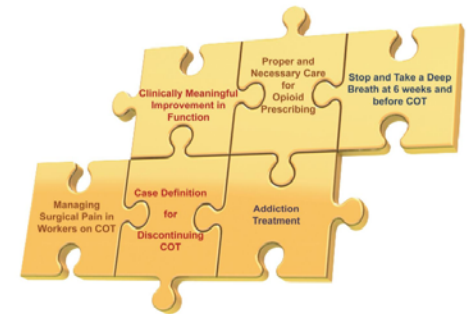 Clinically Meaningful
Improvement in
Function
Proper and
Necessary Care
for
Opioid
Prescribing
Stop and Take a Deep
Breath at 6 weeks and
before COT
Managing
Surgical Pain in
Workers on COT
Case Definition
for
Discontinuing
COT
Addiction
Treatment